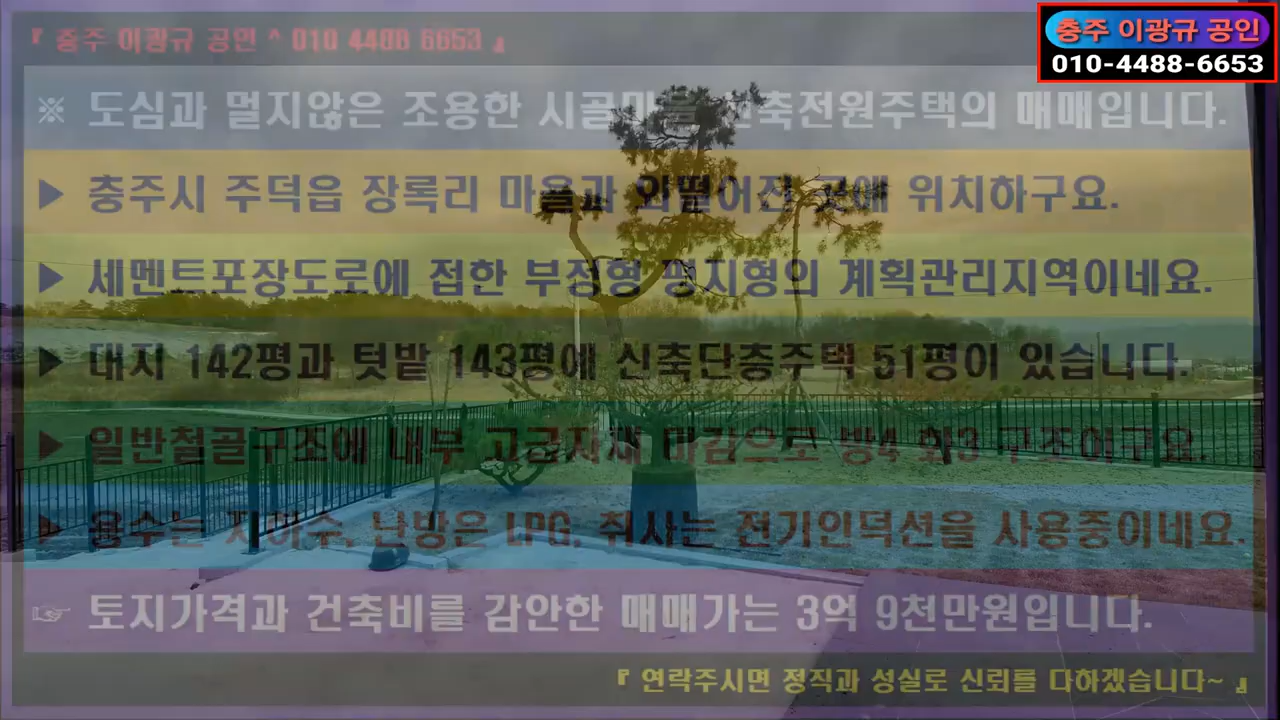 『 충주 이광규 공인 ^ 010 4488 6653 』
충주 이광규 공인
010-4488-6653
※ 도심과 멀지않은 조용한 시골마을 신축전원주택의 매매입니다.
▶ 충주시 주덕읍 장록리 마을과 외떨어진 곳에 위치하구요.
▶ 세멘트포장도로에 접한 부정형 평지형의 계획관리지역이네요.
▶ 대지 142평과 텃밭 143평에 신축단층주택 51평이 있습니다.
▶ 일반철골구조에 내부 고급자재 마감으로 방4 화3 구조이구요.
▶ 용수는 지하수, 난방은 LPG, 취사는 전기인덕션을 사용중이네요.
☞ 토지가격과 건축비를 감안한 매매가는 3억 9천만원입니다.
『 연락주시면 정직과 성실로 신뢰를 다하겠습니다~ 』